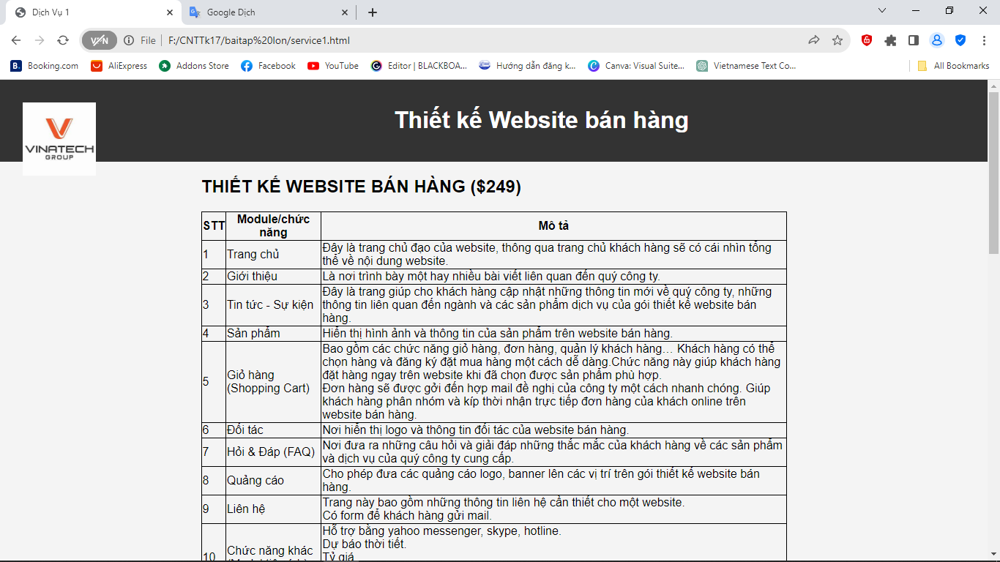 Dịch Vụ 1
Google Dịch
VPN
File
F:/CNTTk17/baitap%20lon/service1.html
Booking.com
AliExpress
Addons Store
Facebook
YouTube
Editor | BLACKBOA...
Hướng dẫn đăng k...
Canva: Visual Suite...
Vietnamese Text Co...
All Bookmarks
VINATECH
GROUP
Thiết kế Website bán hàng
THIẾT KẾ WEBSITE BÁN HÀNG ($249)
STT
Module/chức
năng
Mô tả
1
Trang chủ
Đây là trang chủ đạo của website, thông qua trang chủ khách hàng sẽ có cái nhìn tổng
thể về nội dung website.
2
Giới thiệu
Là nơi trình bày một hay nhiều bài viết liên quan đến quý công ty.
3
Tin tức - Sự kiện
Đây là trang giúp cho khách hàng cập nhật những thông tin mới về quý công ty, những
thông tin liên quan đến ngành và các sản phẩm dịch vụ của gói thiết kế website bán
hàng.
4
Sản phẩm
Hiển thị hình ảnh và thông tin của sản phẩm trên website bán hàng.
5
Giỏ hàng
(Shopping Cart)
Bao gồm các chức năng giỏ hàng, đơn hàng, quản lý khách hàng… Khách hàng có thể
chọn hàng và đăng ký đặt mua hàng một cách dễ dàng.Chức năng này giúp khách hàng
đặt hàng ngay trên website khi đã chọn được sản phẩm phù hợp.
Đơn hàng sẽ được gởi đến hợp mail đề nghị của công ty một cách nhanh chóng. Giúp
khách hàng phân nhóm và kíp thời nhận trực tiếp đơn hàng của khách online trên
website bán hàng.
6
Đối tác
Nơi hiển thị logo và thông tin đối tác của website bán hàng.
7
Hỏi & Đáp (FAQ)
Nơi đưa ra những câu hỏi và giải đáp những thắc mắc của khách hàng về các sản phẩm
và dịch vụ của quý công ty cung cấp.
8
Quảng cáo
Cho phép đưa các quảng cáo logo, banner lên các vị trí trên gói thiết kế website bán
hàng.
9
Liên hệ
Trang này bao gồm những thông tin liên hệ cần thiết cho một website.
Có form để khách hàng gửi mail.
10
Chức năng khác
Hỗ trợ bằng yahoo messenger, skype, hotline.
Dự báo thời tiết.
Tỷ giá